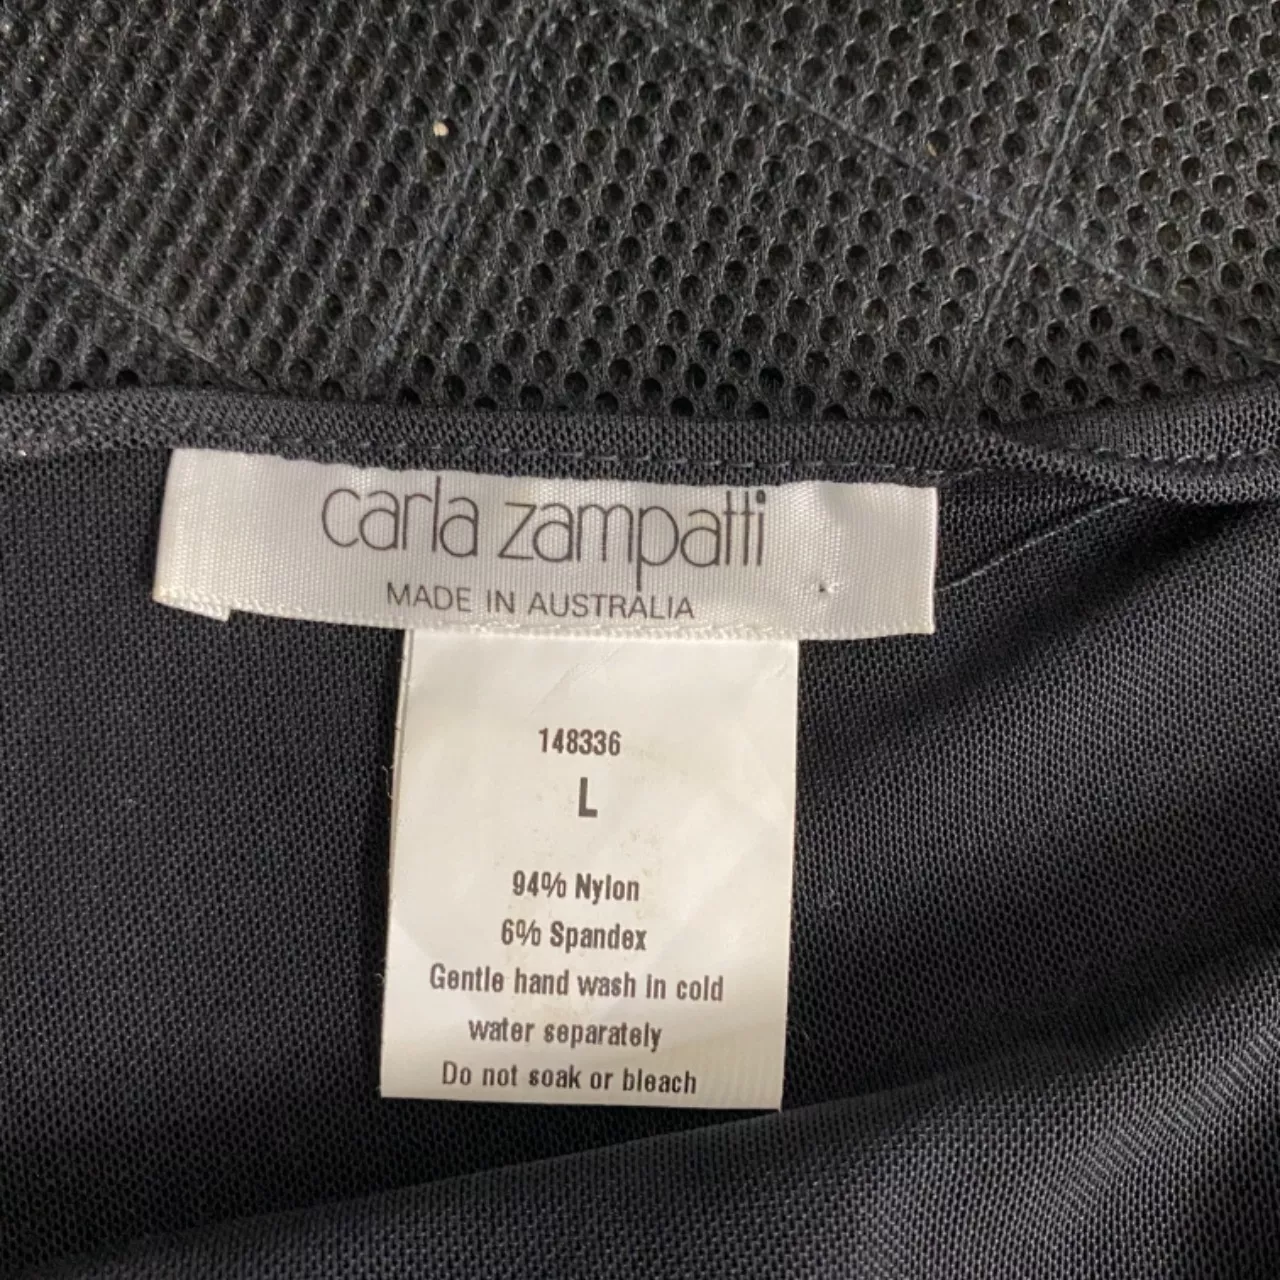 carla zampatti
MADE IN AUSTRALIA
148336
L
94% Nylon
6% Spandex
Gentle hand wash in cold
water separately
Do not soak or bleach